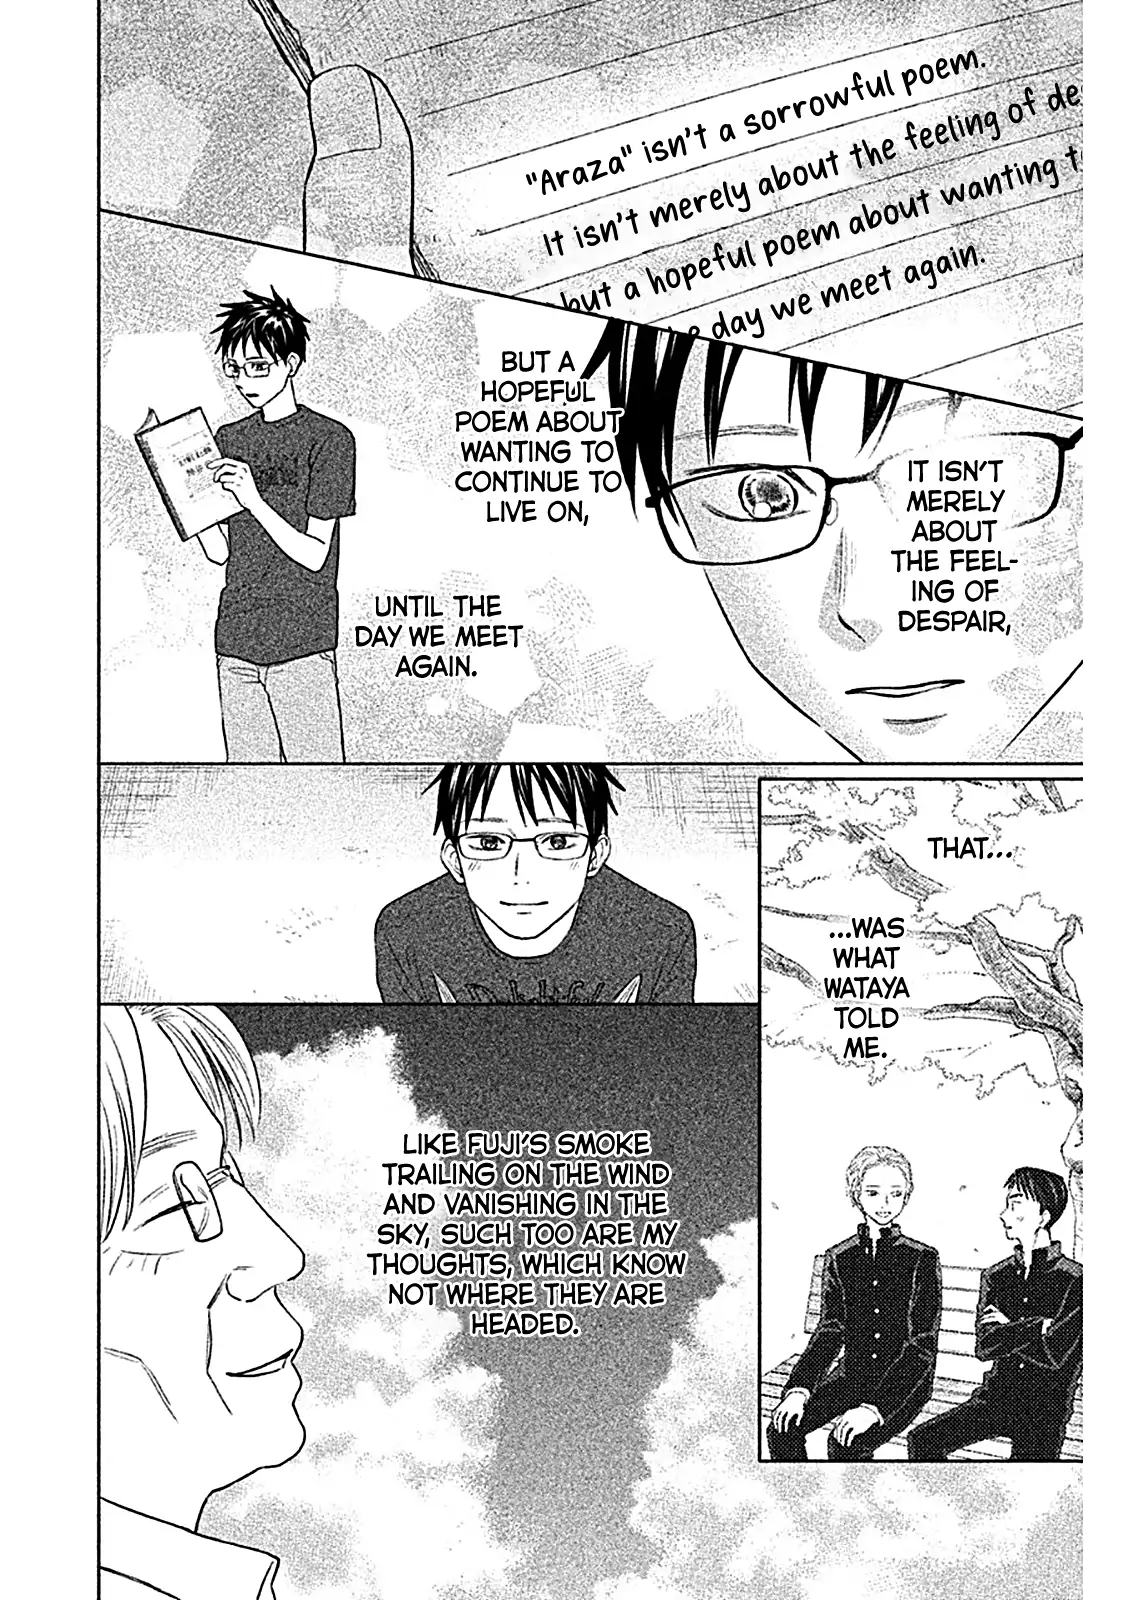 "Araza" isn't a sorrowful poem.
It isn't merely about the feeling of de
but a hopeful poem about wanting t
e day we meet again.
IT ISN'T
MERELY
ABOUT
THE FEEL-
ING OF
DESPAIR,
BUT A
HOPEFUL
POEM ABOUT
WANTING TO
CONTINUE TO
LIVE ON,
UNTIL THE
DAY WE MEET
AGAIN.
THAT...
...WAS
WHAT
WATAYA
TOLD
ME.
LIKE FUJI'S SMOKE
TRAILING ON THE WIND
AND VANISHING IN THE
SKY, SUCH TOO ARE MY
THOUGHTS, WHICH KNOW
NOT WHERE THEY ARE
HEADED.